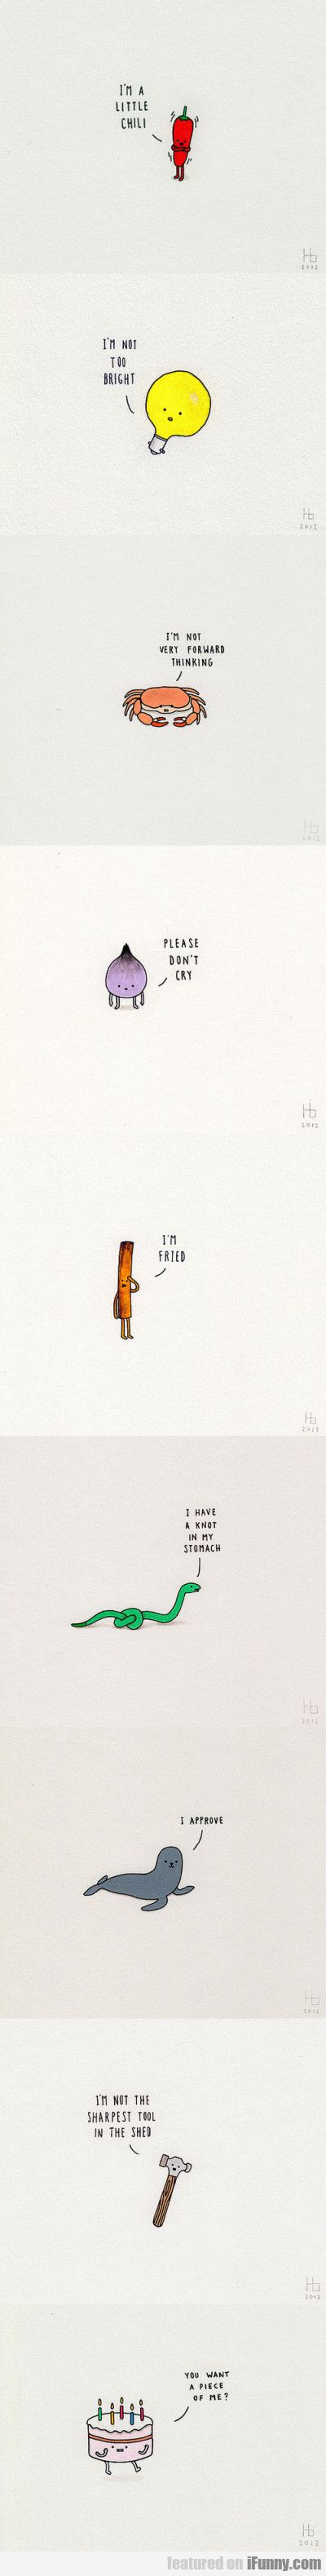 I'M A
LITTLE
CHILI
Hb
2012
I'M NOT
TOO
BRIGHT
Hb
2012
I'M NOT
VERY FORWARD
THINKING
Hb
2012
PLEASE
DON'T
CRY
Hb
2012
I'M
FRIED
Hb
2013
I HAVE
A KNOT
IN MY
STOMACH
Hb
2012
I APPROVE
Hb
2012
I'M NOT THE
SHARPEST TOOL
IN THE SHED
Hb
2012
YOU WANT
A PIECE
OF ME?
Hb
2012
featured on iFunny.com